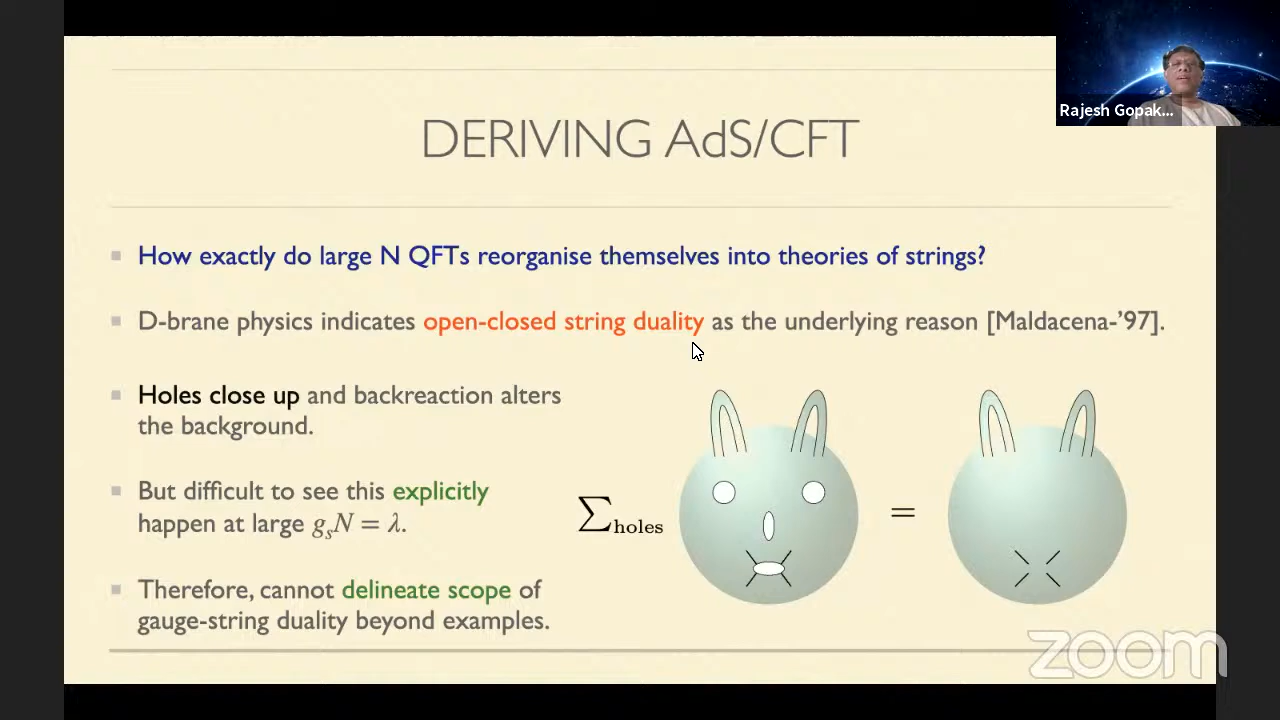 Rajesh Gopak...
DERIVING AdS/CFT
How exactly do large N QFTs reorganise themselves into theories of strings?
D-brane physics indicates open-closed string duality as the underlying reason [Maldacena-'97].
Holes close up and backreaction alters
the background.
But difficult to see this explicitly
happen at large g_sN = λ.
Therefore, cannot delineate scope of
gauge-string duality beyond examples.
∑holes
=
zoom